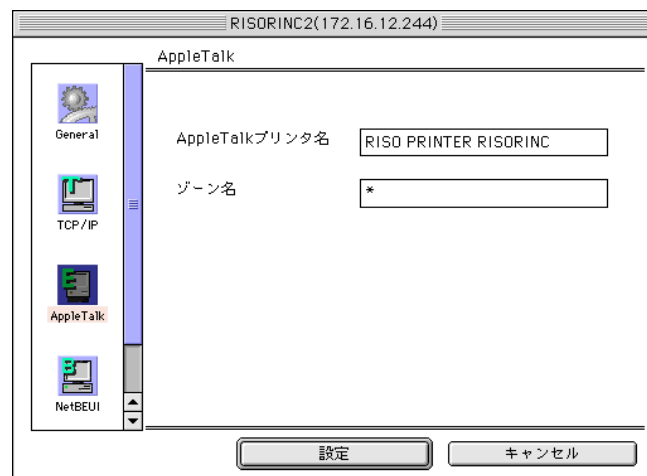 RISORINC2(172.16.12.244)
AppleTalk
General
TCP/IP
AppleTalk
NetBEUI
AppleTalkプリンタ名
RISO PRINTER RISORINC
ゾーン名
*
設定
キャンセル